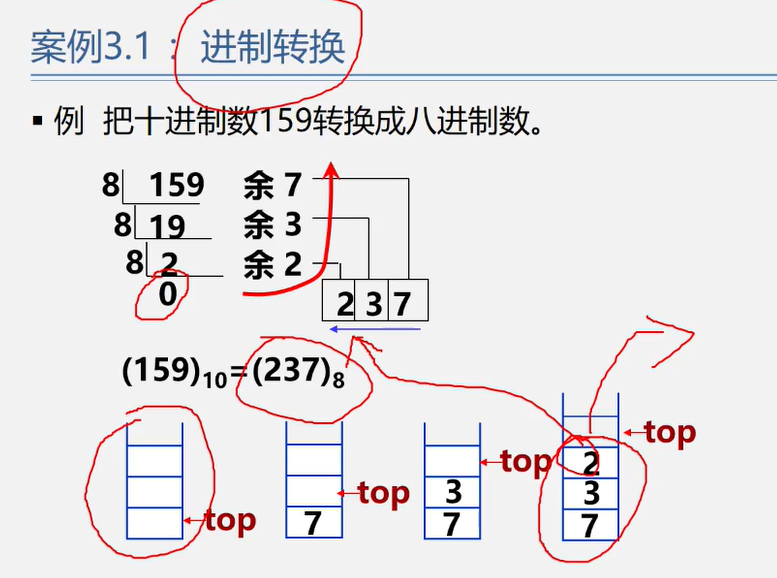 案例3.1：进制转换
▪ 例 把十进制数159转换成八进制数。
8 159 余 7
8 19 余 3
8 2 余 2
0
2 3 7
(159)10=(237)8
top
7 top
top
3
7
top
2
3
7